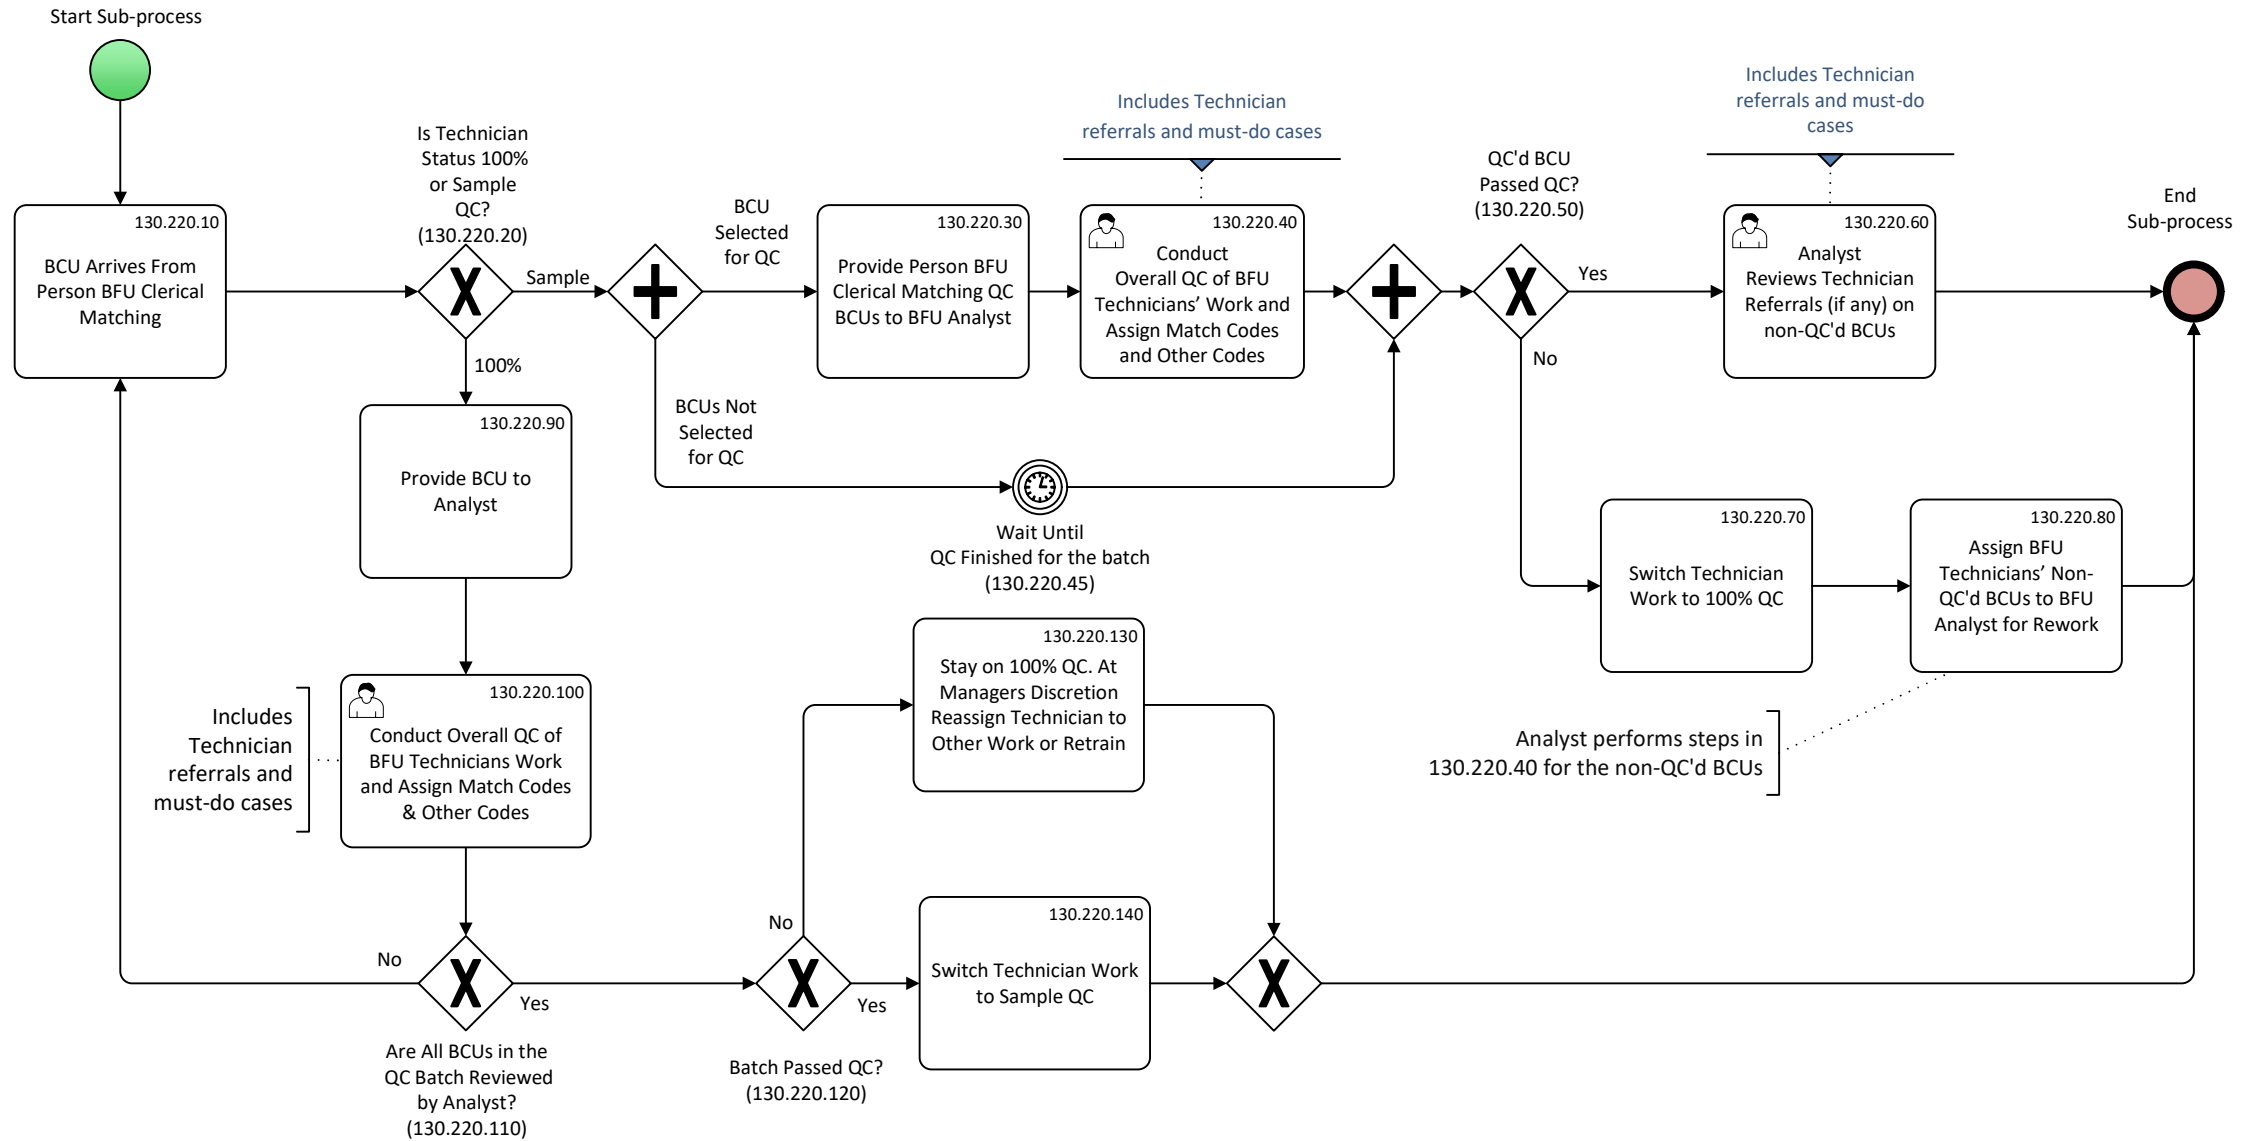 Start Sub-process
Is Technician
Status 100%
or Sample
QC?
(130.220.20)
Includes Technician
referrals and must-do cases
Includes Technician
referrals and must-do
cases
QC'd BCU
Passed QC?
(130.220.50)
End
Sub-process
130.220.10
BCU Arrives From
Person BFU Clerical
Matching
Sample
100%
BCU
Selected
for QC
130.220.30
Provide Person BFU
Clerical Matching QC
BCUs to BFU Analyst
130.220.40
Conduct
Overall QC of BFU
Technicians’ Work and
Assign Match Codes
and Other Codes
Yes
No
130.220.60
Analyst
Reviews Technician
Referrals (if any) on
non-QC'd BCUs
BCUs Not
Selected
for QC
Wait Until
QC Finished for the batch
(130.220.45)
130.220.90
Provide BCU to
Analyst
130.220.70
Switch Technician
Work to 100% QC
130.220.80
Assign BFU
Technicians’ Non-
QC'd BCUs to BFU
Analyst for Rework
Analyst performs steps in
130.220.40 for the non-QC'd BCUs
Includes
Technician
referrals and
must-do cases
130.220.100
Conduct Overall QC of
BFU Technicians Work
and Assign Match Codes
& Other Codes
130.220.130
Stay on 100% QC. At
Managers Discretion
Reassign Technician to
Other Work or Retrain
No
Yes
Are All BCUs in the
QC Batch Reviewed
by Analyst?
(130.220.110)
No
Yes
Batch Passed QC?
(130.220.120)
130.220.140
Switch Technician Work
to Sample QC